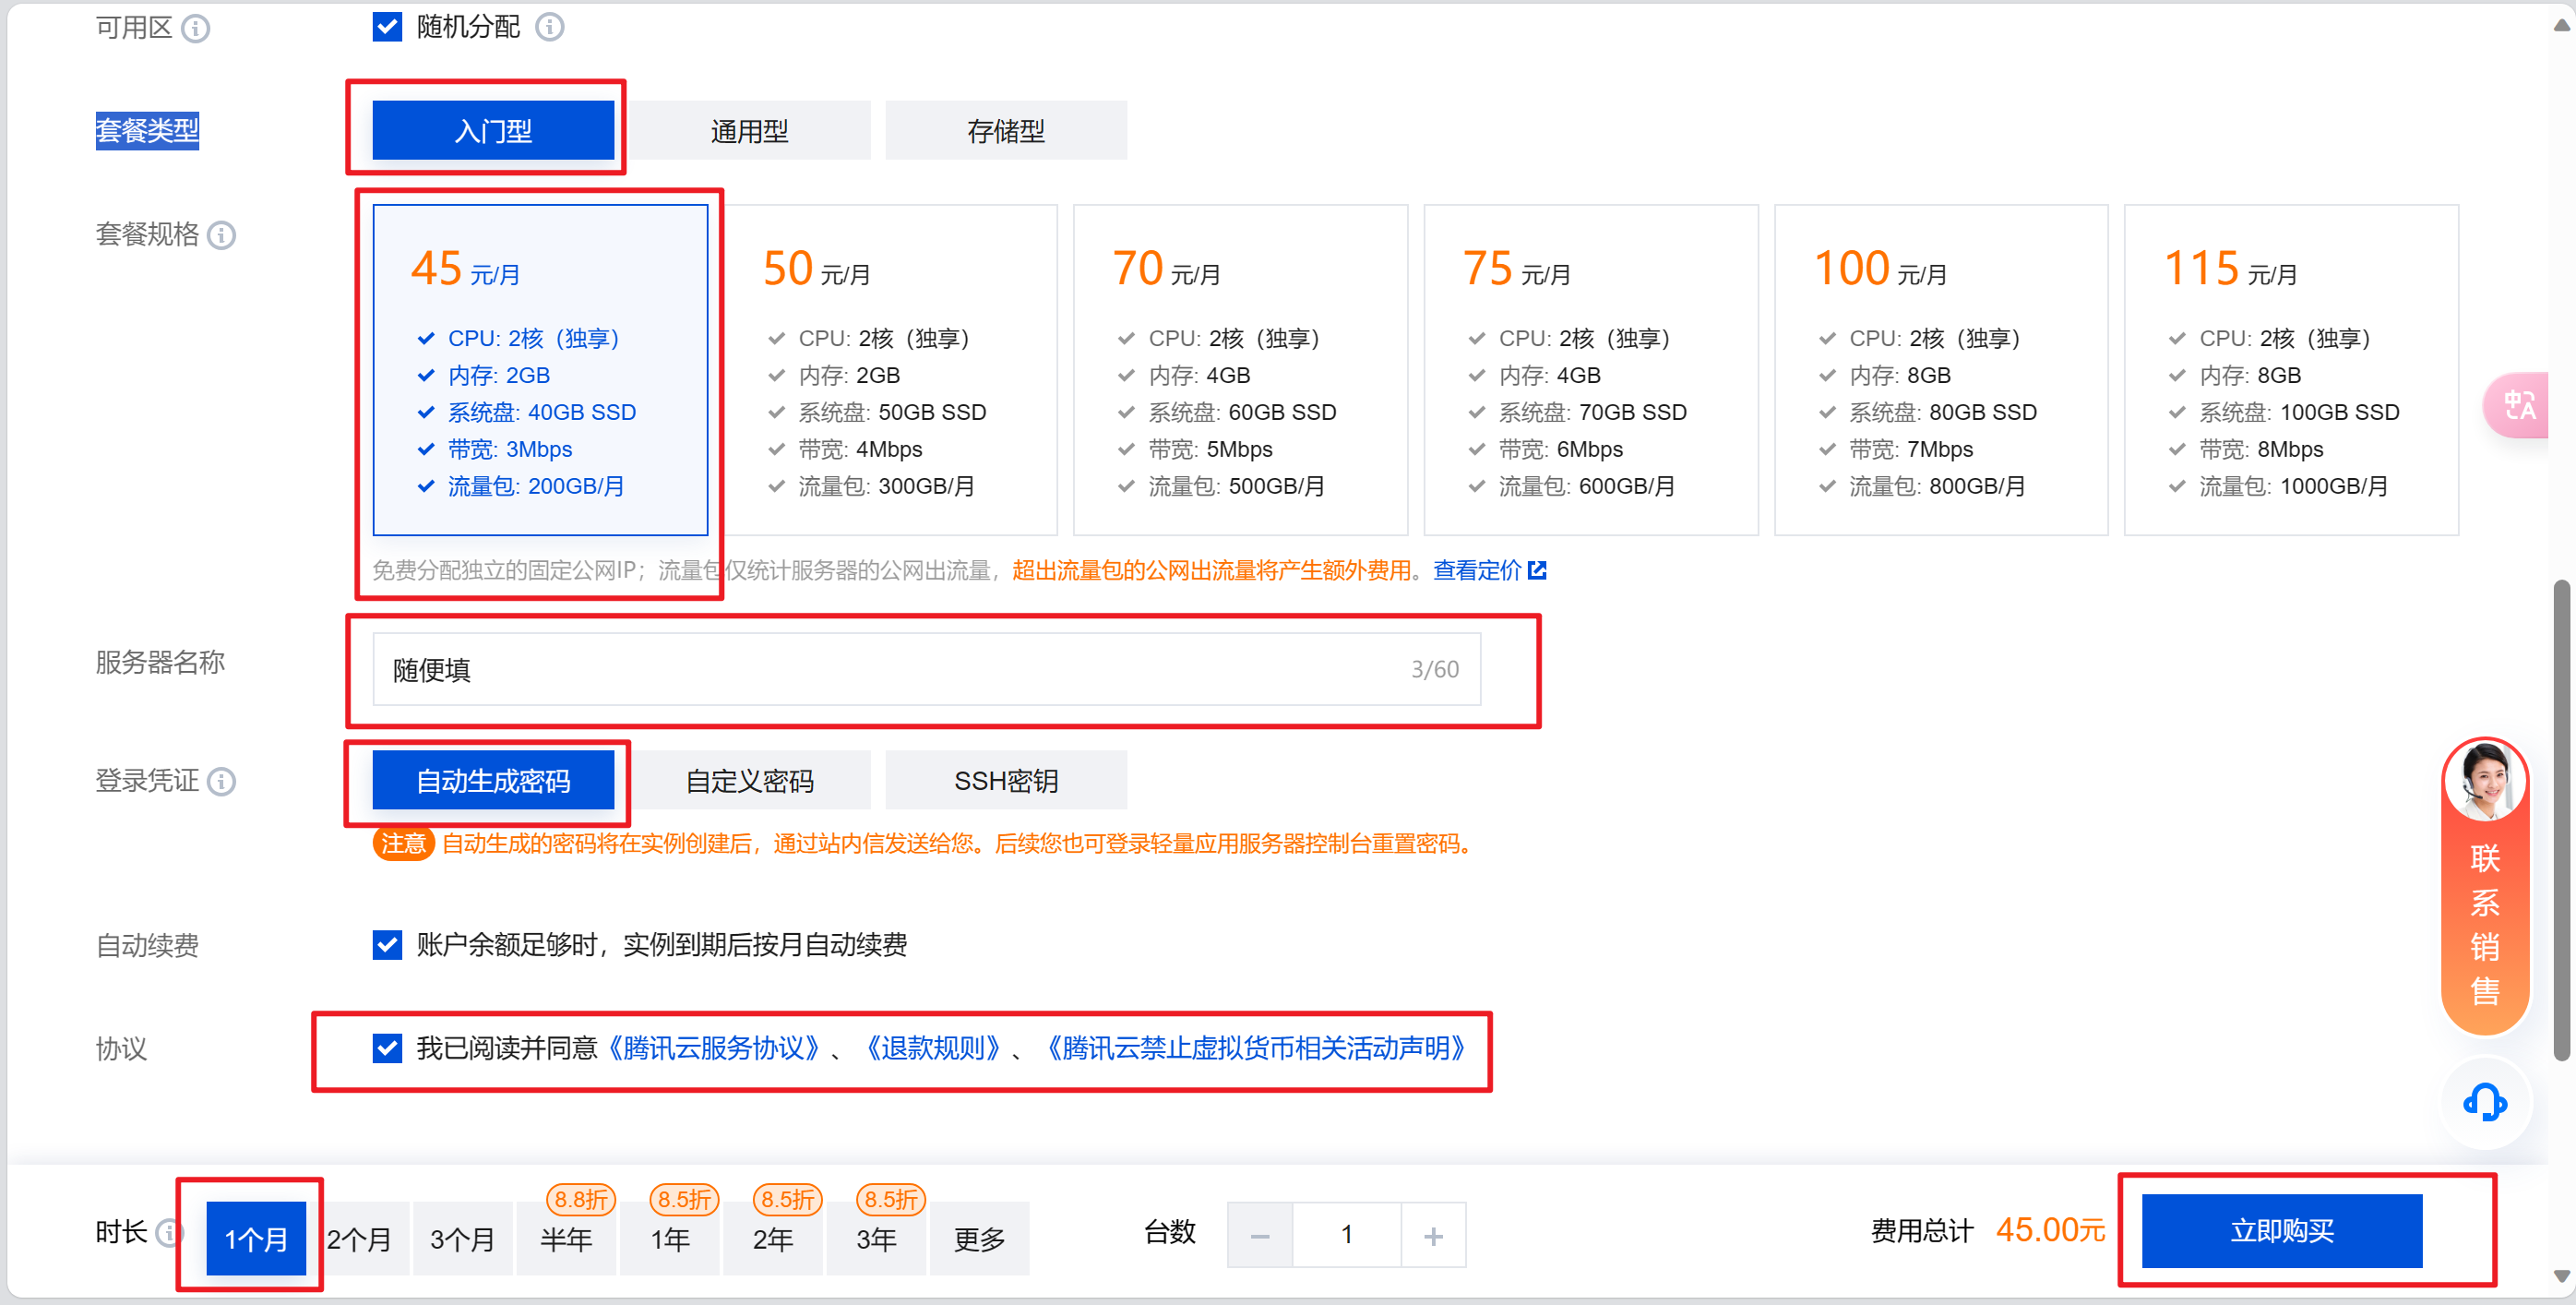 可用区 随机分配
套餐类型 入门型 通用型 存储型
套餐规格
45 元/月
CPU: 2核（独享）
内存: 2GB
系统盘: 40GB SSD
带宽: 3Mbps
流量包: 200GB/月
50 元/月
CPU: 2核（独享）
内存: 2GB
系统盘: 50GB SSD
带宽: 4Mbps
流量包: 300GB/月
70 元/月
CPU: 2核（独享）
内存: 4GB
系统盘: 60GB SSD
带宽: 5Mbps
流量包: 500GB/月
75 元/月
CPU: 2核（独享）
内存: 4GB
系统盘: 70GB SSD
带宽: 6Mbps
流量包: 600GB/月
100 元/月
CPU: 2核（独享）
内存: 8GB
系统盘: 80GB SSD
带宽: 7Mbps
流量包: 800GB/月
115 元/月
CPU: 2核（独享）
内存: 8GB
系统盘: 100GB SSD
带宽: 8Mbps
流量包: 1000GB/月
中A
免费分配独立的固定公网IP；流量包仅统计服务器的公网出流量，超出流量包的公网出流量将产生额外费用。查看定价
服务器名称 随便填 3/60
登录凭证 自动生成密码 自定义密码 SSH密钥
注意 自动生成的密码将在实例创建后，通过站内信发送给您。后续您也可登录轻量应用服务器控制台重置密码。
自动续费 账户余额足够时，实例到期后按月自动续费
联系销售
协议 我已阅读并同意《腾讯云服务协议》、《退款规则》、《腾讯云禁止虚拟货币相关活动声明》
8.8折 8.5折 8.5折 8.5折
时长 1个月 2个月 3个月 半年 1年 2年 3年 更多 台数 － 1 + 费用总计 45.00元 立即购买